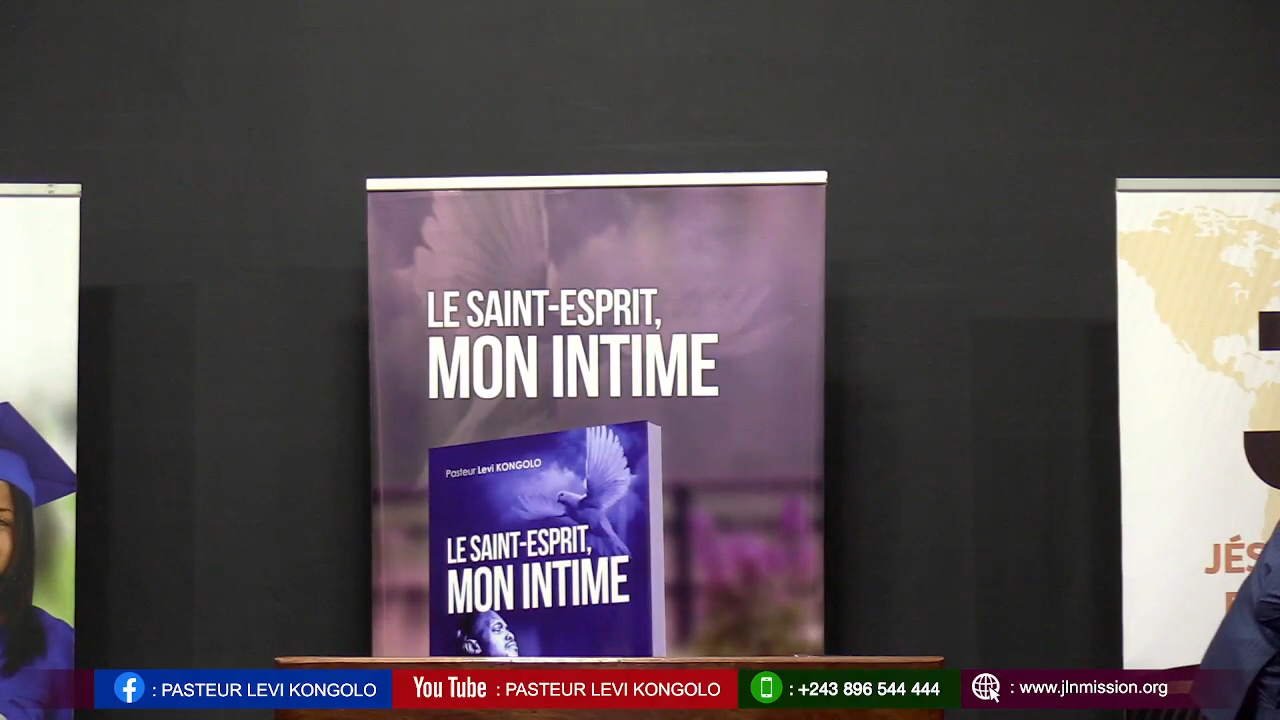 LE SAINT-ESPRIT,
MON INTIME
Pasteur Levi KONGOLO
LE SAINT-ESPRIT,
MON INTIME
JÉS
: PASTEUR LEVI KONGOLO
You Tube : PASTEUR LEVI KONGOLO
: +243 896 544 444
: www.jlnmission.org